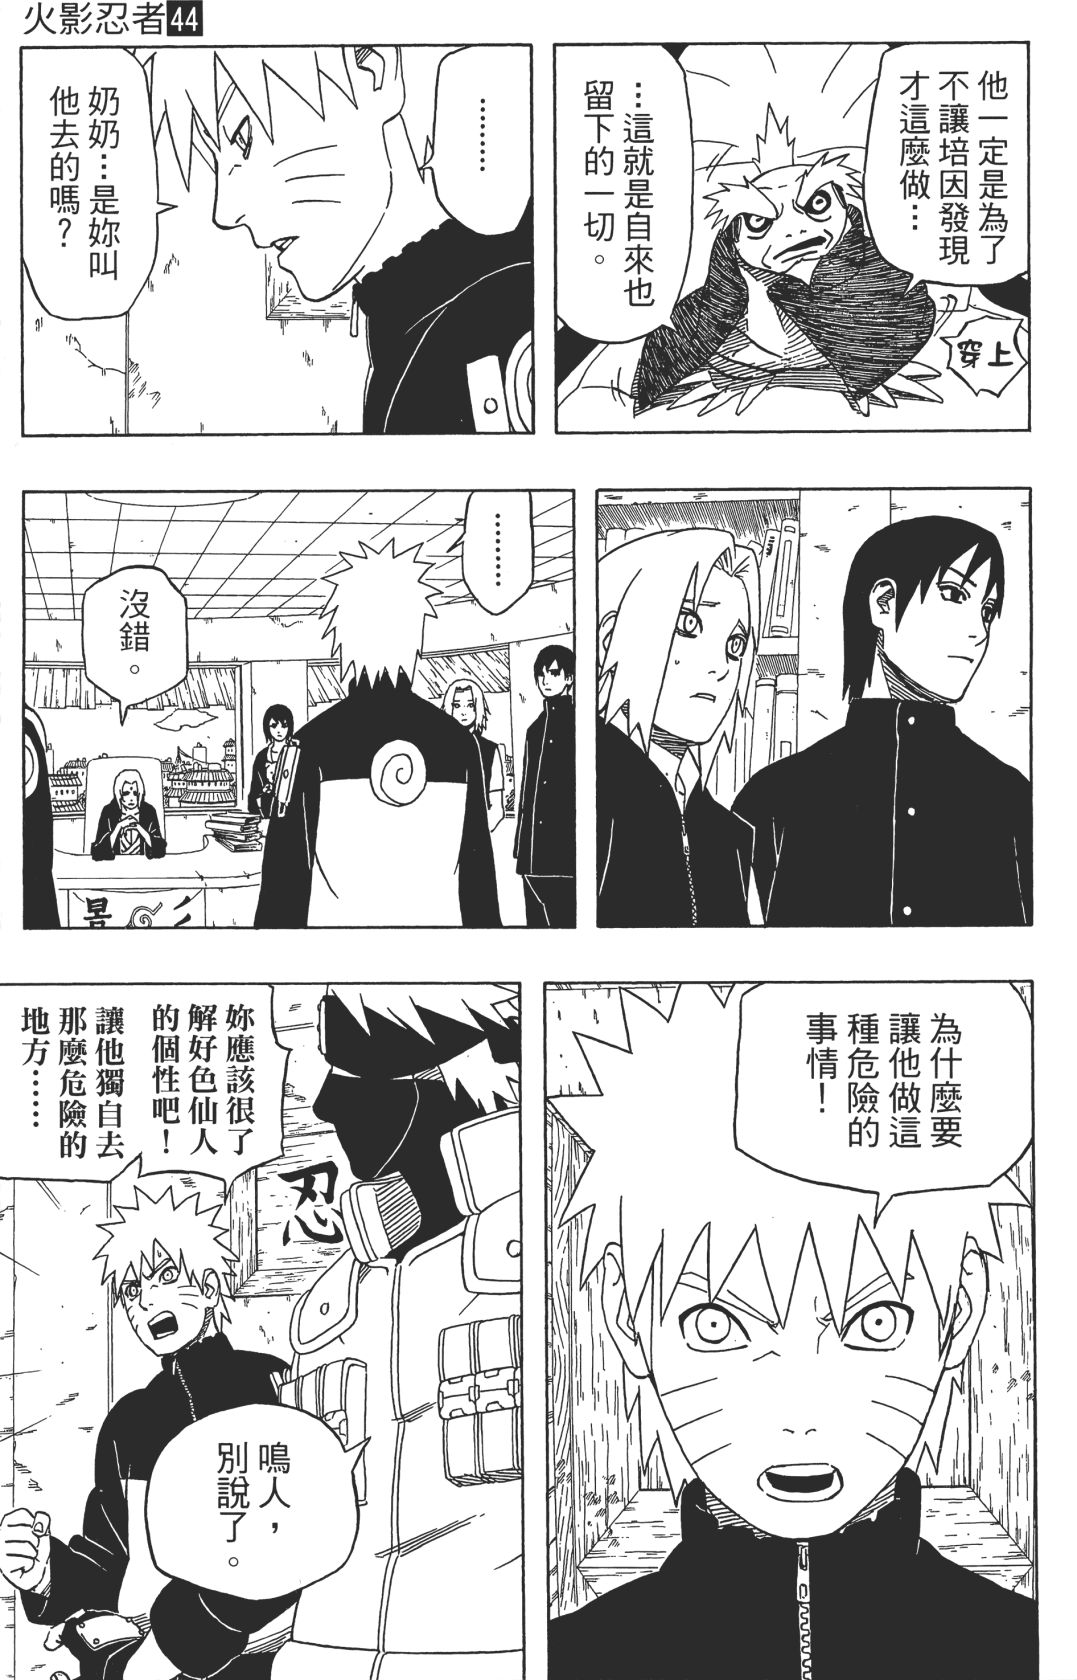 火影忍者44
他一定是為了
不讓培因發現
才這麼做…
…這就是自來也
留下的一切。
穿上
………
奶奶…是妳叫
他去的嗎？
………
沒錯。
為什麼要
讓他做這
種危險的
事情！
妳應該很了
解好色仙人
的個性吧！
讓他獨自去
那麼危險的
地方……
忍
鳴人，
別說了。